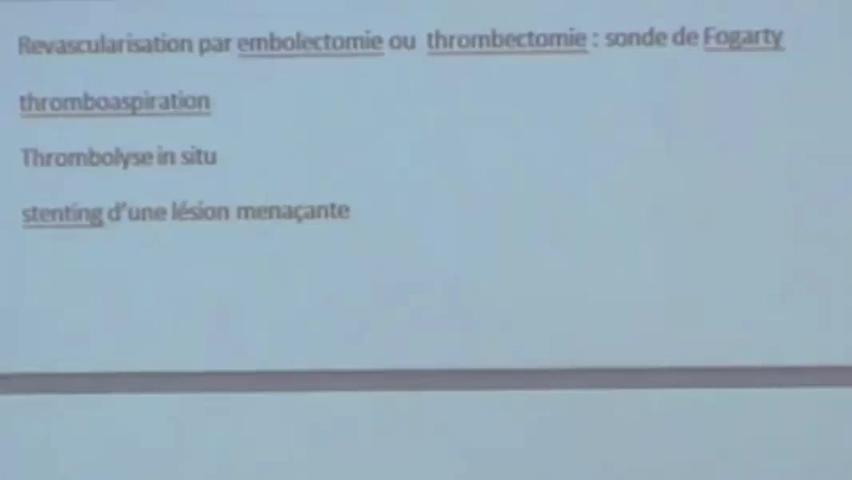 Revascularisation par embolectomie ou thrombectomie : sonde de Fogarty
thromboaspiration
Thrombolyse in situ
stenting d'une lésion menaçante